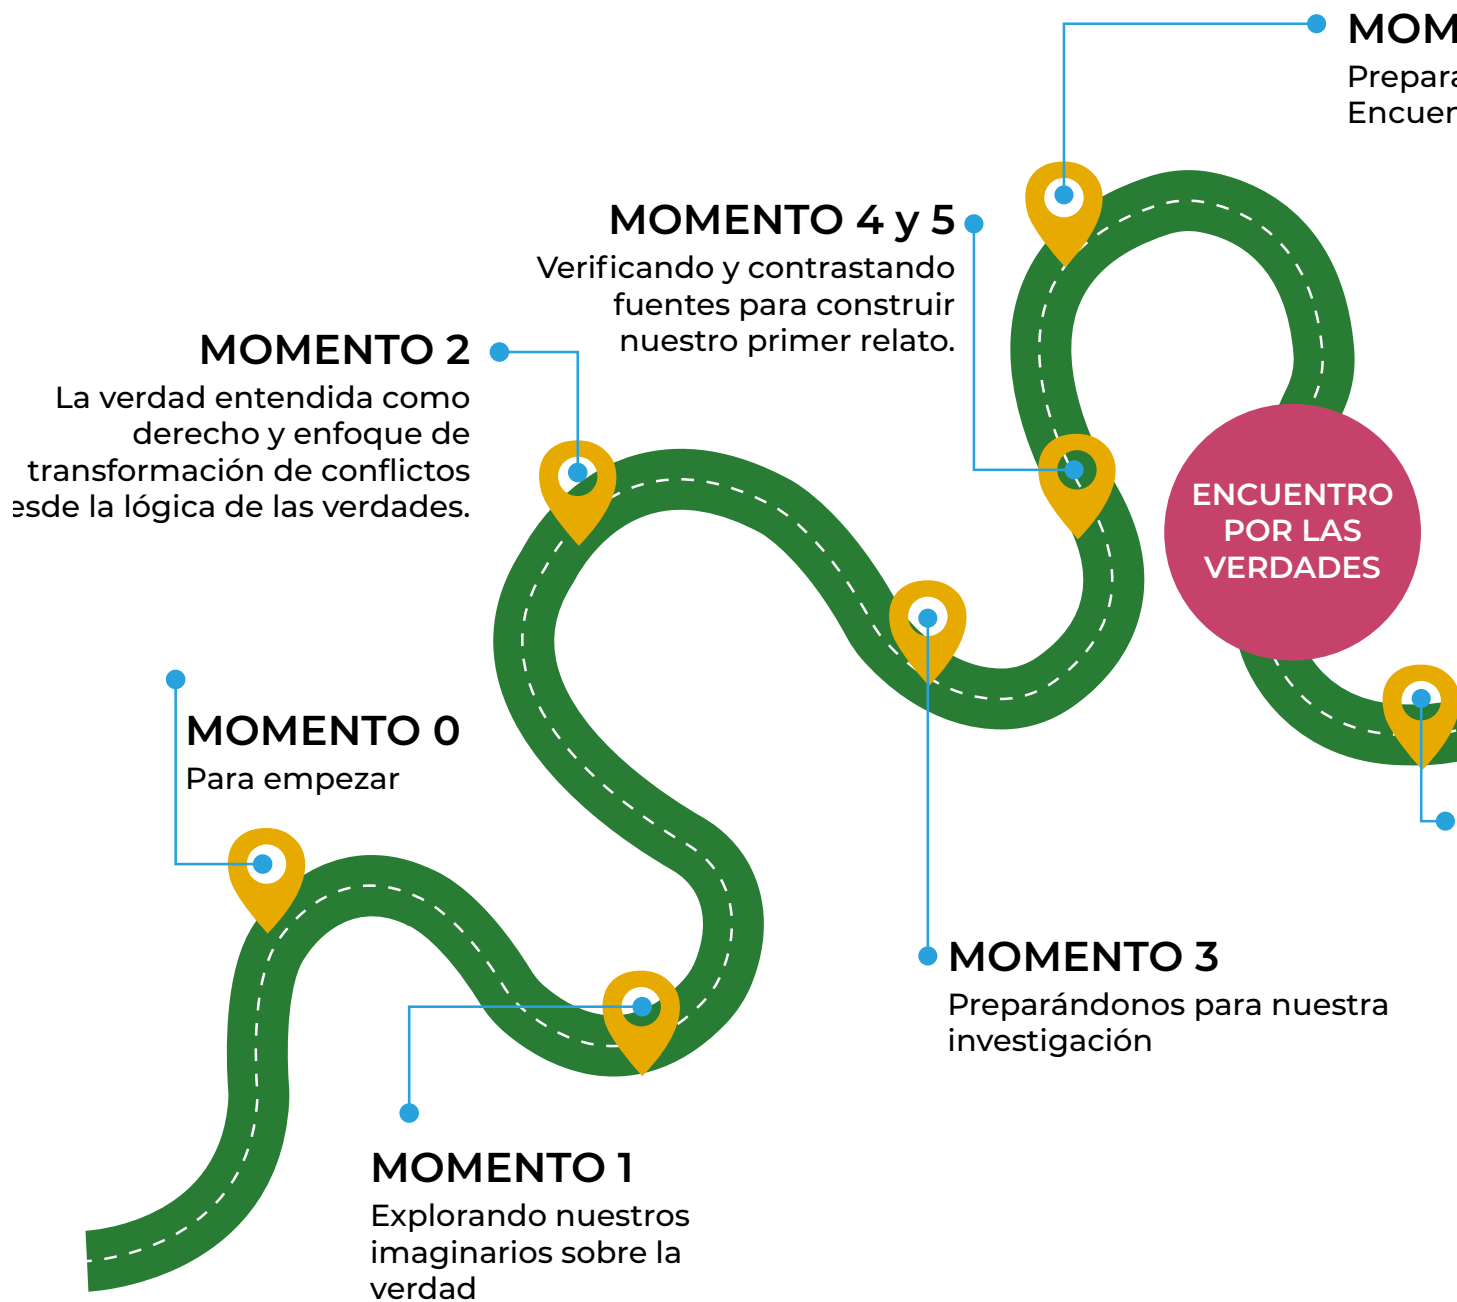 MOMENTO 4 y 5
Verificando y contrastando
fuentes para construir
nuestro primer relato.
MOMENTO 2
La verdad entendida como
derecho y enfoque de
transformación de conflictos
la lógica de las verdades.
ENCUENTRO
POR LAS
VERDADES
MOMENTO 0
Para empezar
MOMENTO 3
Preparándonos para nuestra
investigación
MOMENTO 1
Explorando nuestros
imaginarios sobre la
verdad